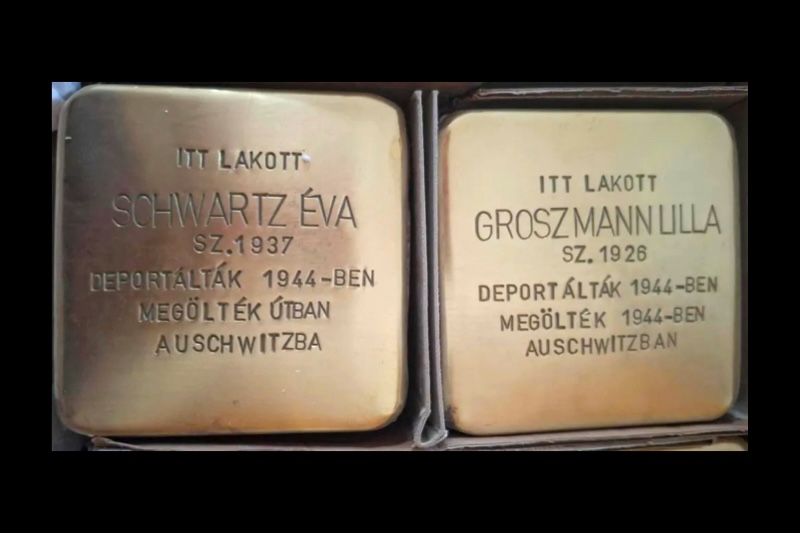 ITT LAKOTT
SCHWARTZ ÉVA
SZ.1937
DEPORTÁLTÁK 1944-BEN
MEGÖLTÉK ÚTBAN
AUSCHWITZBA
ITT LAKOTT
GROSZMANN LILLA
SZ. 1926
DEPORTÁLTÁK 1944-BEN
MEGÖLTÉK 1944-BEN
AUSCHWITZBAN